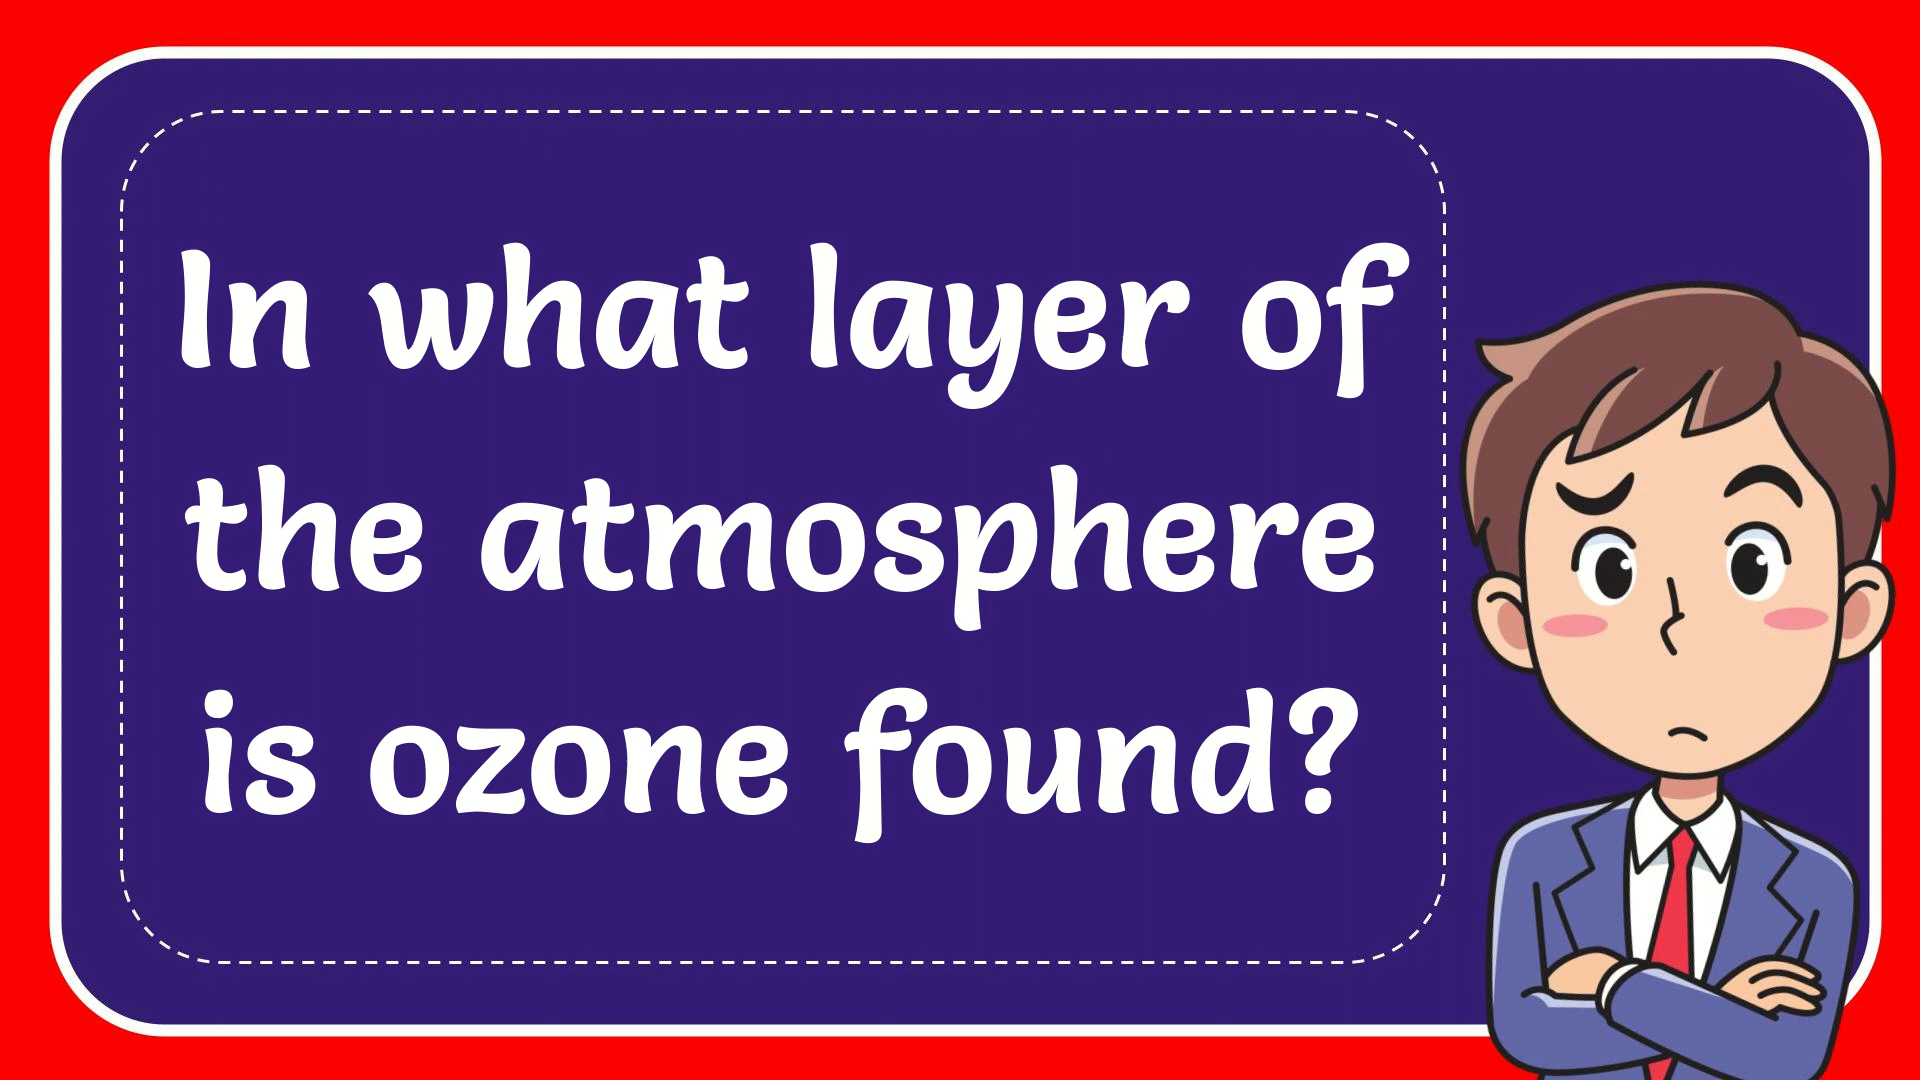 In what layer of
the atmosphere
is ozone found?